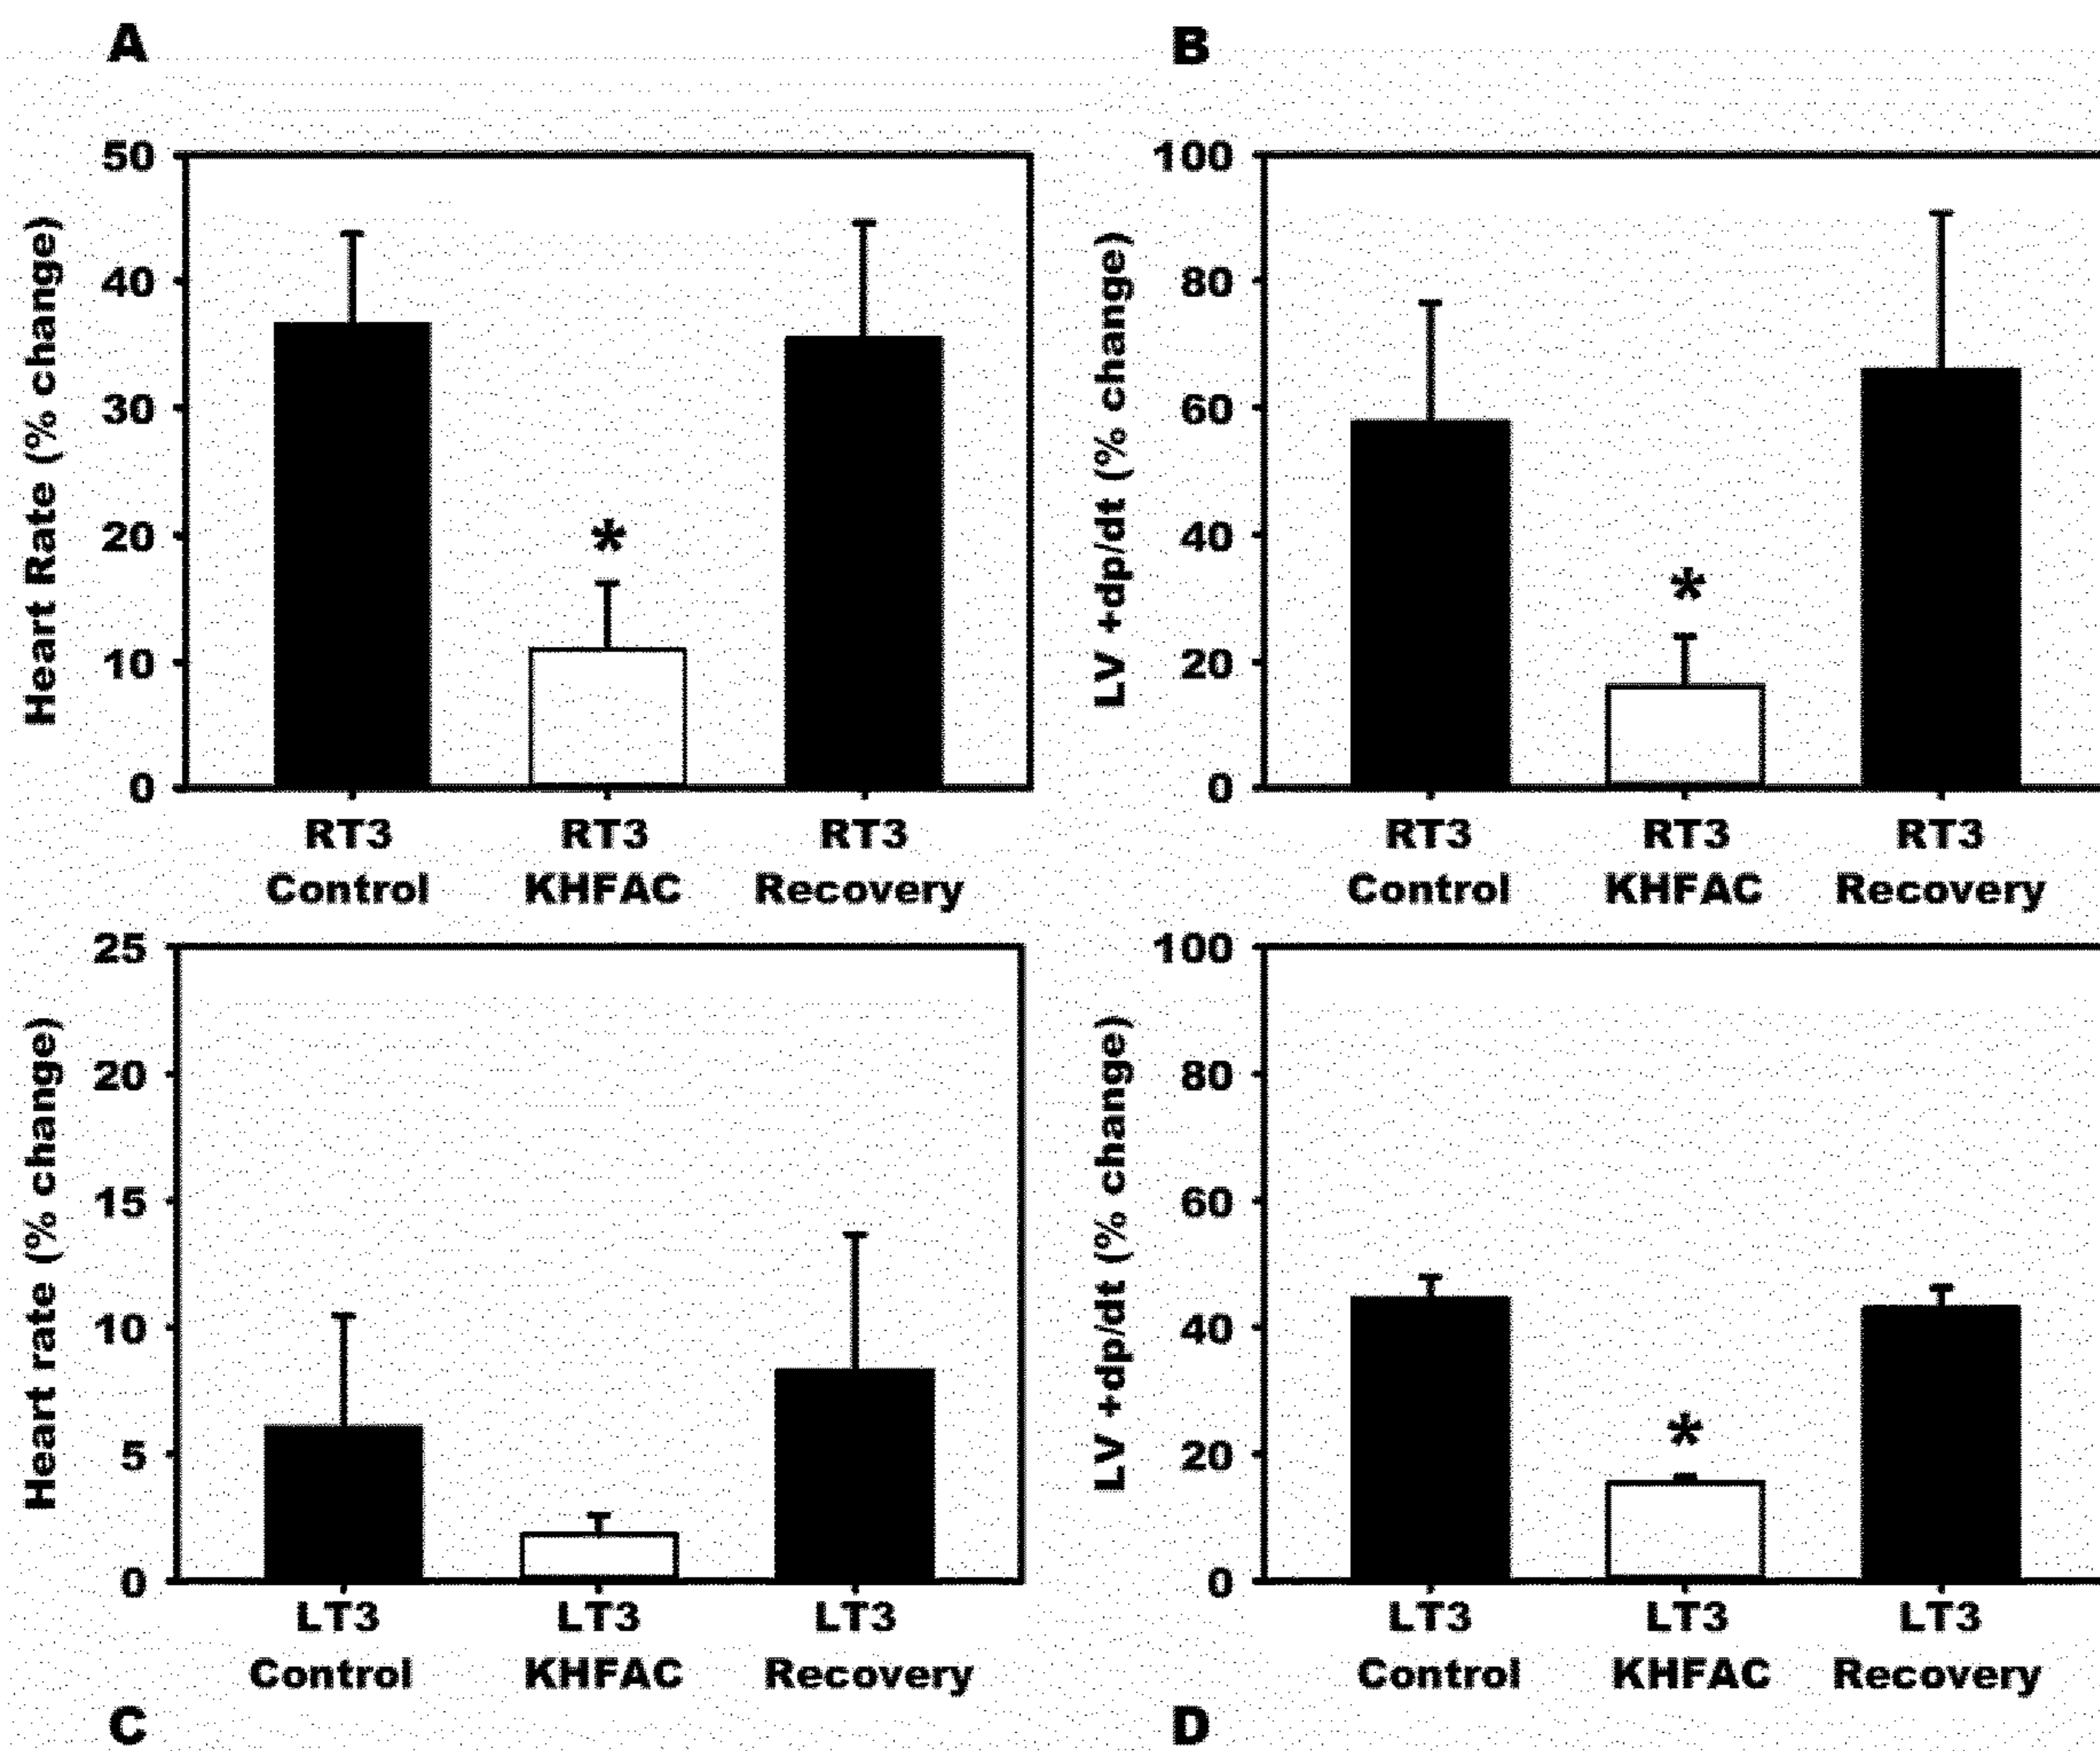 A
B
50
40
30
20
10
0
Heart Rate (% change)
*
RT3 RT3 RT3
Control KHFAC Recovery
100
80
60
40
20
0
LV +dp/dt (% change)
*
RT3 RT3 RT3
Control KHFAC Recovery
25
20
15
10
5
0
Heart rate (% change)
LT3 LT3 LT3
Control KHFAC Recovery
C
100
80
60
40
20
0
LV +dp/dt (% change)
*
LT3 LT3 LT3
Control KHFAC Recovery
D